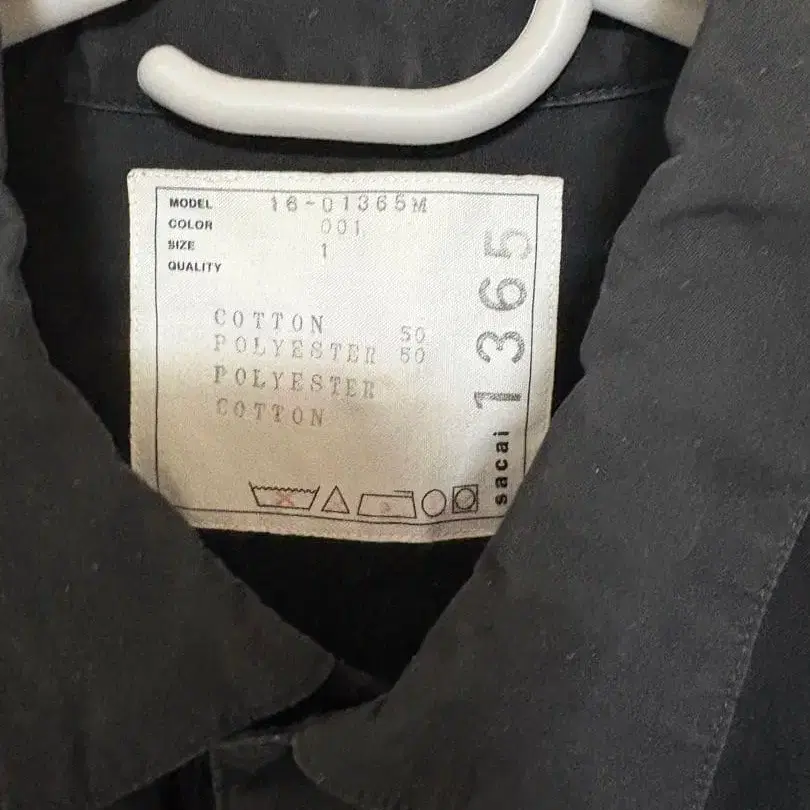 MODEL 16-01365M
COLOR 001
SIZE 1
QUALITY
COTTON 50
POLYESTER 50
POLYESTER
COTTON
sacai 1365